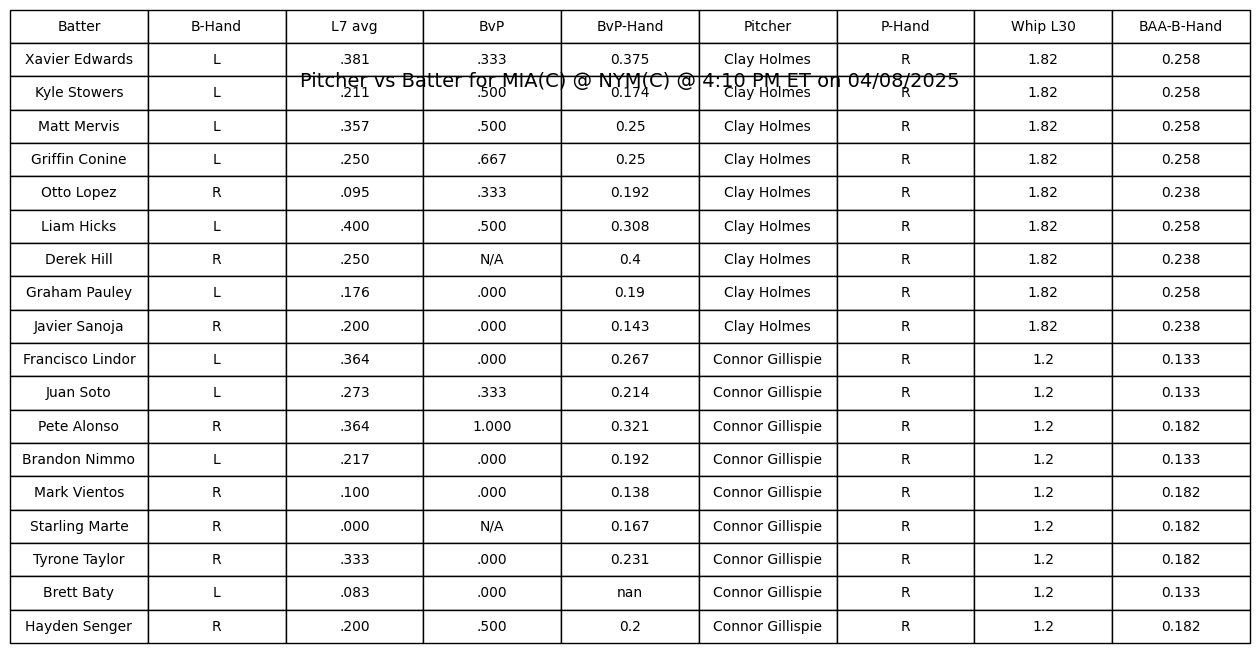 Batter B-Hand L7 avg BvP BvP-Hand Pitcher P-Hand Whip L30 BAA-B-Hand
Xavier Edwards L .381 .333 0.375 Clay Holmes R 1.82 0.258
Pitcher vs Batter for MIA(C) @ NYM(C) @ 4:10 PM ET on 04/08/2025
Kyle Stowers L .211 .500 0.174 Clay Holmes R 1.82 0.258
Matt Mervis L .357 .500 0.25 Clay Holmes R 1.82 0.258
Griffin Conine L .250 .667 0.25 Clay Holmes R 1.82 0.258
Otto Lopez R .095 .333 0.192 Clay Holmes R 1.82 0.238
Liam Hicks L .400 .500 0.308 Clay Holmes R 1.82 0.258
Derek Hill R .250 N/A 0.4 Clay Holmes R 1.82 0.238
Graham Pauley L .176 .000 0.19 Clay Holmes R 1.82 0.258
Javier Sanoja R .200 .000 0.143 Clay Holmes R 1.82 0.238
Francisco Lindor L .364 .000 0.267 Connor Gillispie R 1.2 0.133
Juan Soto L .273 .333 0.214 Connor Gillispie R 1.2 0.133
Pete Alonso R .364 1.000 0.321 Connor Gillispie R 1.2 0.182
Brandon Nimmo L .217 .000 0.192 Connor Gillispie R 1.2 0.133
Mark Vientos R .100 .000 0.138 Connor Gillispie R 1.2 0.182
Starling Marte R .000 N/A 0.167 Connor Gillispie R 1.2 0.182
Tyrone Taylor R .333 .000 0.231 Connor Gillispie R 1.2 0.182
Brett Baty L .083 .000 nan Connor Gillispie R 1.2 0.133
Hayden Senger R .200 .500 0.2 Connor Gillispie R 1.2 0.182